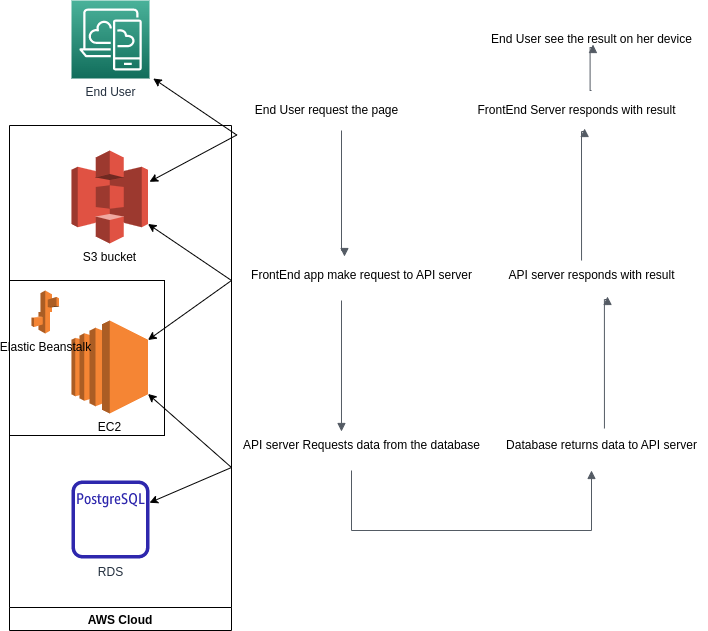 End User see the result on her device
End User
End User request the page
FrontEnd Server responds with result
S3 bucket
FrontEnd app make request to API server
API server responds with result
Elastic Beanstalk
EC2
API server Requests data from the database
Database returns data to API server
PostgreSQL
RDS
AWS Cloud